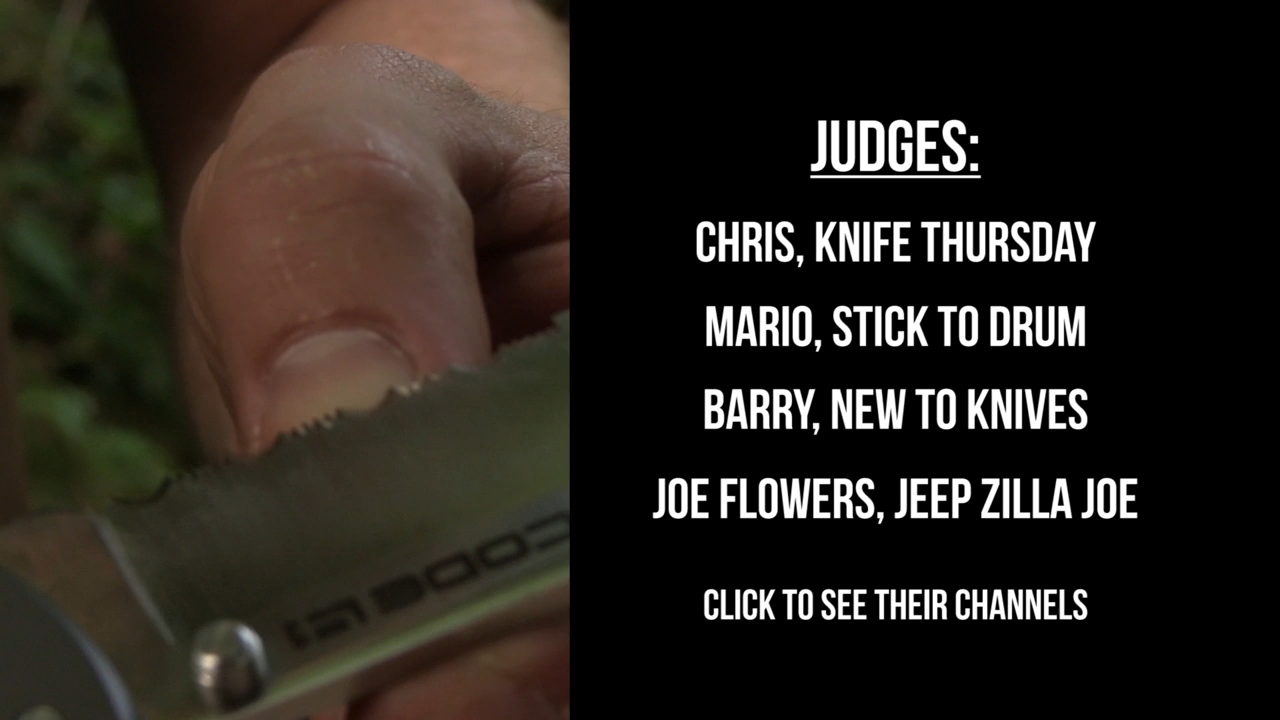 JUDGES:
CHRIS, KNIFE THURSDAY
MARIO, STICK TO DRUM
BARRY, NEW TO KNIVES
JOE FLOWERS, JEEP ZILLA JOE
CLICK TO SEE THEIR CHANNELS
CODE